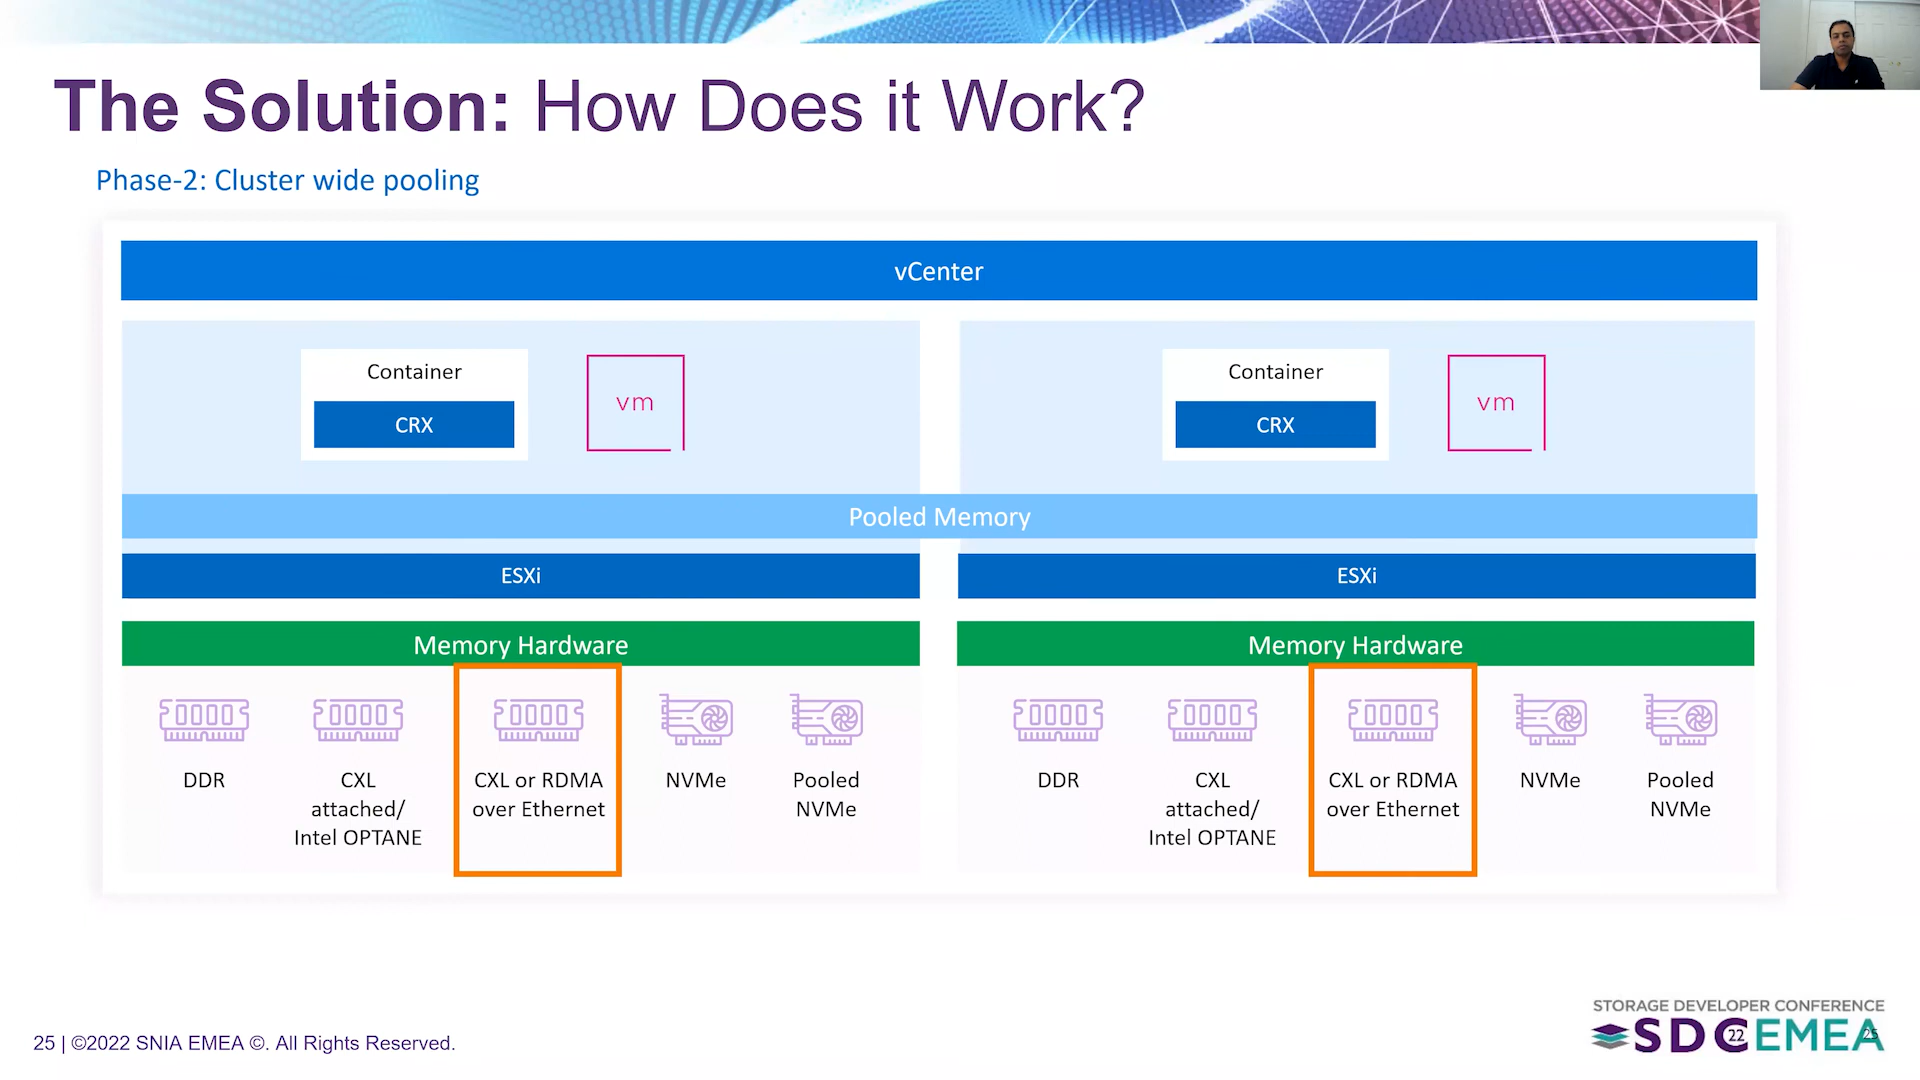 The Solution: How Does it Work?
Phase-2: Cluster wide pooling
vCenter
Container
CRX
vm
Container
CRX
vm
Pooled Memory
ESXi
ESXi
Memory Hardware
Memory Hardware
DDR
CXL
attached/
Intel OPTANE
CXL or RDMA
over Ethernet
NVMe
Pooled
NVMe
DDR
CXL
attached/
Intel OPTANE
CXL or RDMA
over Ethernet
NVMe
Pooled
NVMe
25 | ©2022 SNIA EMEA ©. All Rights Reserved.
STORAGE DEVELOPER CONFERENCE
SDC 22 EMEA
25